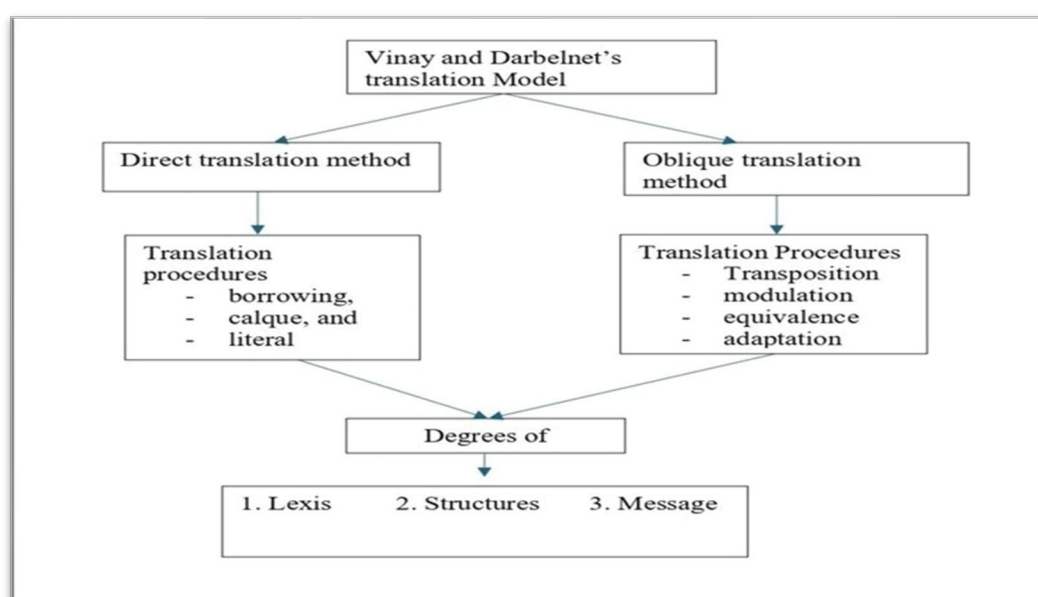 Vinay and Darbelnet's
translation Model
Direct translation method
Oblique translation
method
Translation
procedures
- borrowing,
- calque, and
- literal
Translation Procedures
- Transposition
- modulation
- equivalence
- adaptation
Degrees of
1. Lexis 2. Structures 3. Message